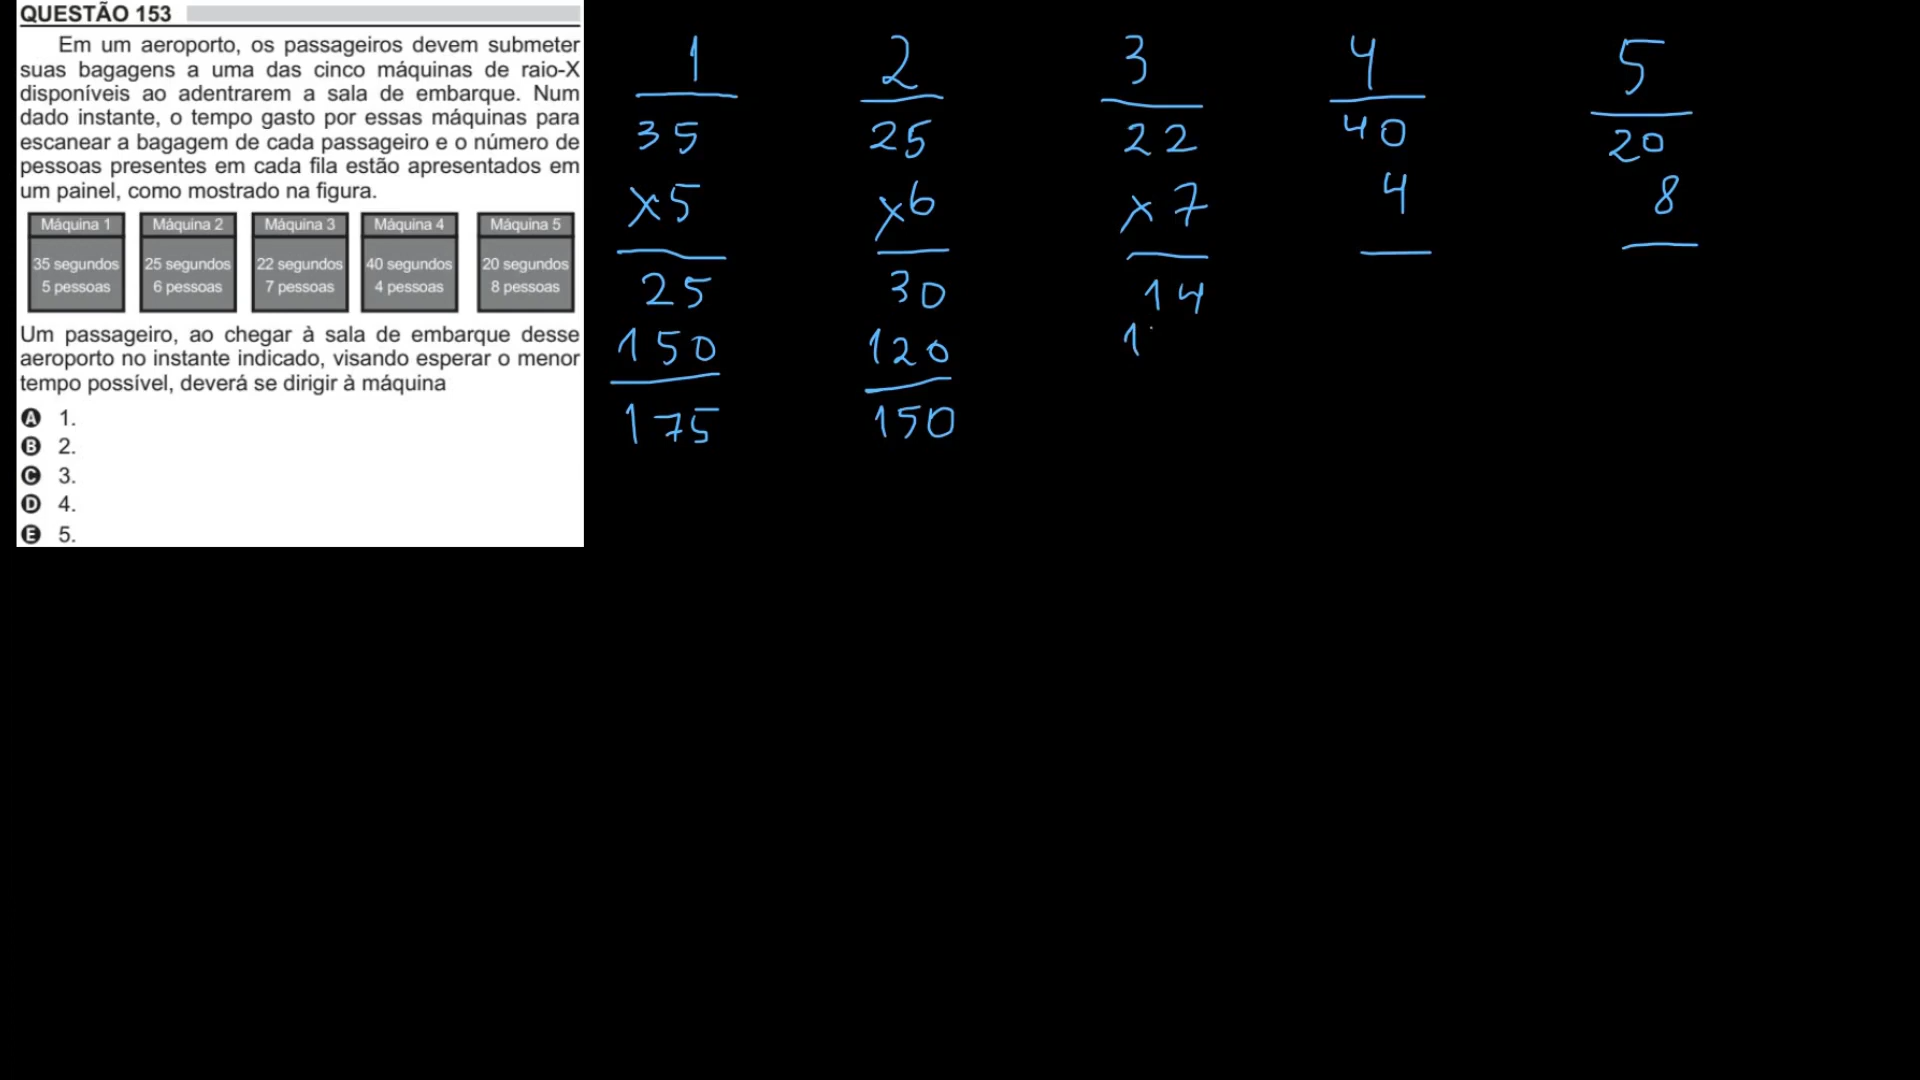 QUESTÃO 153
Em um aeroporto, os passageiros devem submeter
suas bagagens a uma das cinco máquinas de raio-X
disponíveis ao adentrarem a sala de embarque. Num
dado instante, o tempo gasto por essas máquinas para
escanear a bagagem de cada passageiro e o número de
pessoas presentes em cada fila estão apresentados em
um painel, como mostrado na figura.
Máquina 1 Máquina 2 Máquina 3 Máquina 4 Máquina 5
35 segundos 25 segundos 22 segundos 40 segundos 20 segundos
5 pessoas 6 pessoas 7 pessoas 4 pessoas 8 pessoas
Um passageiro, ao chegar à sala de embarque desse
aeroporto no instante indicado, visando esperar o menor
tempo possível, deverá se dirigir à máquina
A 1.
B 2.
C 3.
D 4.
E 5.
1 2 3 4 5
35 25 22 40 20
x5 x6 x7 4 8
25 30 14
150 120 1
175 150